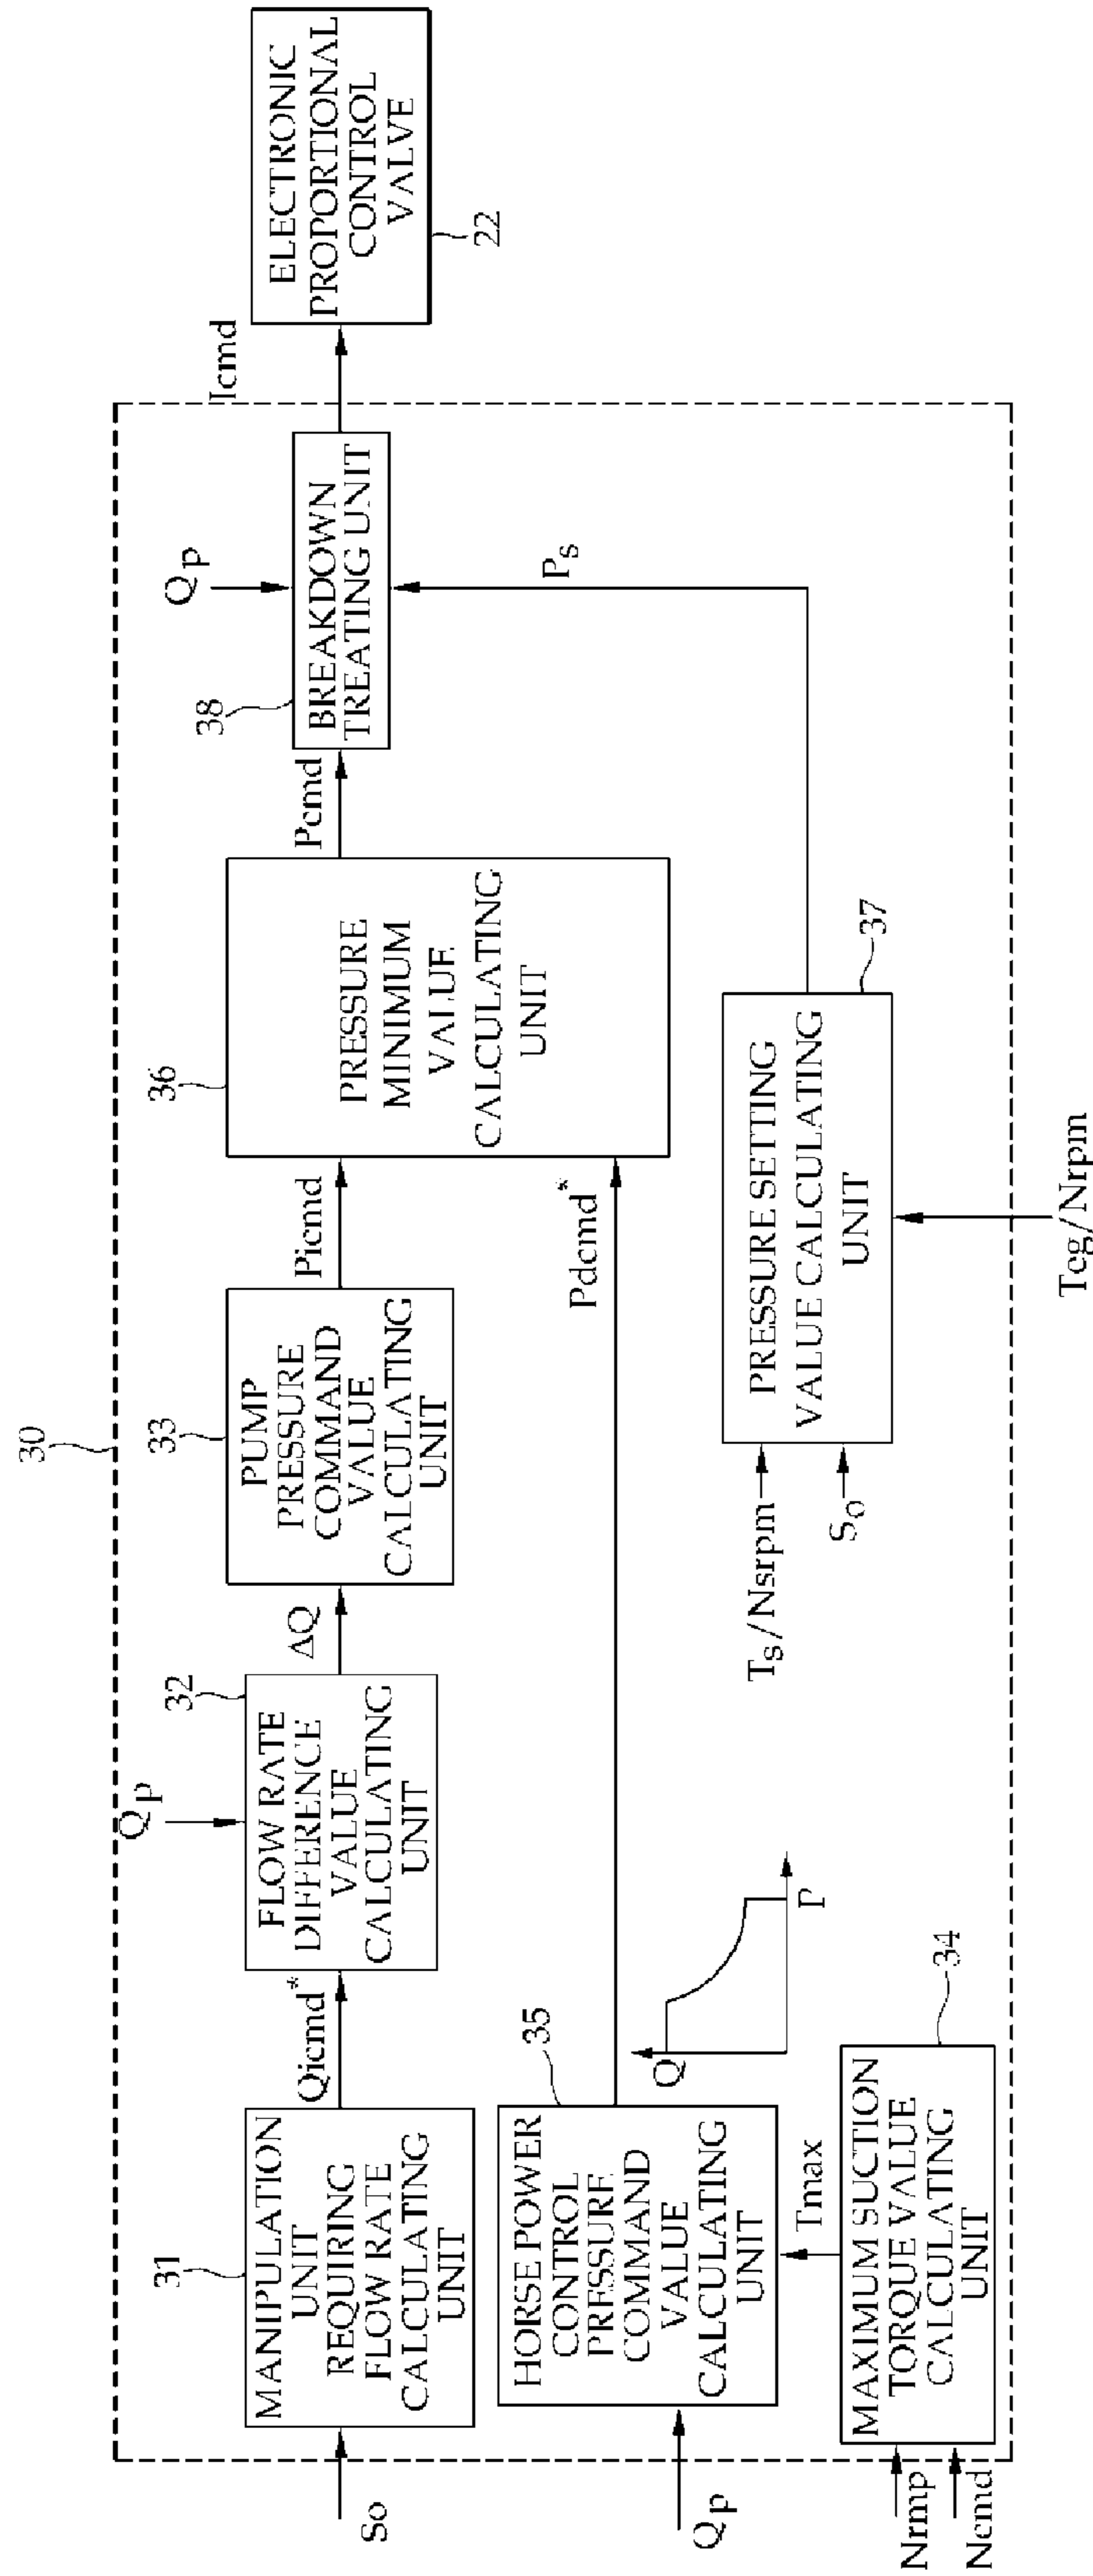 30
So
MANIPULATION
UNIT
REQUIRING
FLOW RATE
CALCULATING
UNIT
31
Qicmd*
Qp
FLOW RATE
DIFFERENCE
VALUE
CALCULATING
UNIT
32
ΔQ
PUMP
PRESSURE
COMMAND
VALUE
CALCULATING
UNIT
33
Picmd
PRESSURE
MINIMUM
VALUE
CALCULATING
UNIT
36
Pcmd
Qp
BREAKDOWN
TREATING UNIT
38
Icmd
ELECTRONIC
PROPORTIONAL
CONTROL
VALVE
22
Qp
HORSE POWER
CONTROL
PRESSURE
COMMAND
VALUE
CALCULATING
UNIT
35
Q
P
Pdcmd*
Ps
Tmax
Nrmp
Ncmd
MAXIMUM SUCTION
TORQUE VALUE
CALCULATING
UNIT
34
Ts/Nsrpm
So
PRESSURE SETTING
VALUE CALCULATING
UNIT
37
Teg/Nrpm